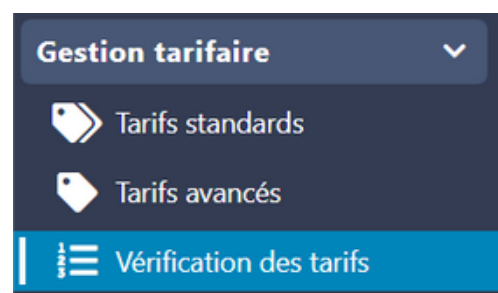 Gestion tarifaire
Tarifs standards
Tarifs avancés
Vérification des tarifs